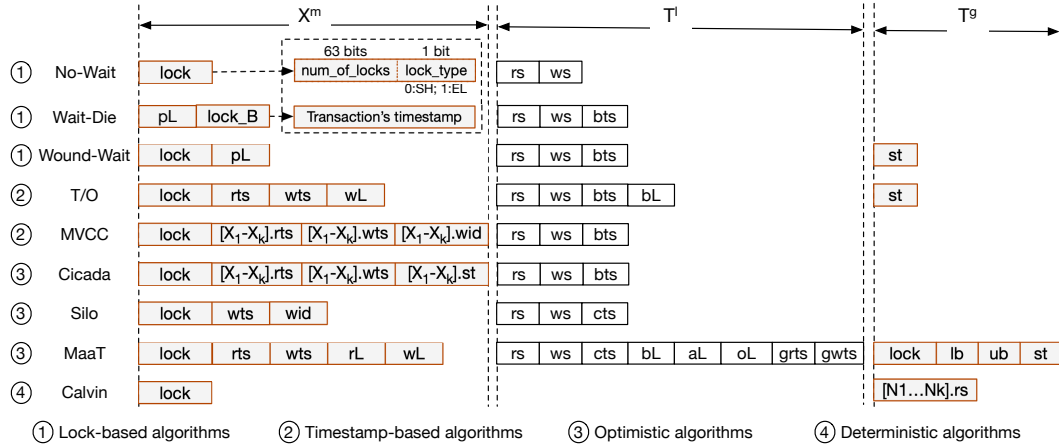 Xᵐ Tˡ Tᵍ
63 bits 1 bit
① No-Wait lock num_of_locks lock_type rs ws
0:SH; 1:EL
① Wait-Die pL lock_B Transaction's timestamp rs ws bts
① Wound-Wait lock pL rs ws bts st
② T/O lock rts wts wL rs ws bts bL st
② MVCC lock [X₁-Xₖ].rts [X₁-Xₖ].wts [X₁-Xₖ].wid rs ws bts
③ Cicada lock [X₁-Xₖ].rts [X₁-Xₖ].wts [X₁-Xₖ].st rs ws bts
③ Silo lock wts wid rs ws cts
③ MaaT lock rts wts rL wL rs ws cts bL aL oL grts gwts lock lb ub st
④ Calvin lock [N1...Nk].rs
① Lock-based algorithms ② Timestamp-based algorithms ③ Optimistic algorithms ④ Deterministic algorithms